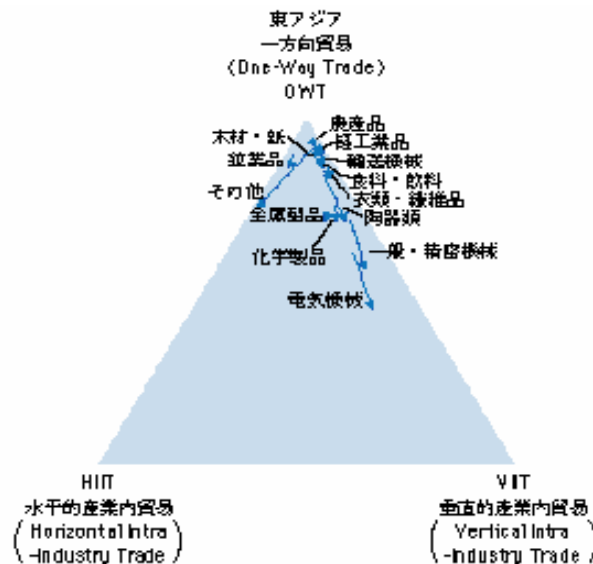 東アジア
一方向貿易
(One-Way Trade)
OWT
農産品
木材・紙
軽工業品
鉱業品
輸送機械
食料・飲料
その他
衣類・繊維品
金属製品
陶器類
化学製品
一般・精密機械
電気機械
HIIT
水平的産業内貿易
(Horizontal Intra
-Industry Trade)
VIIT
垂直的産業内貿易
(Vertical Intra
-Industry Trade)